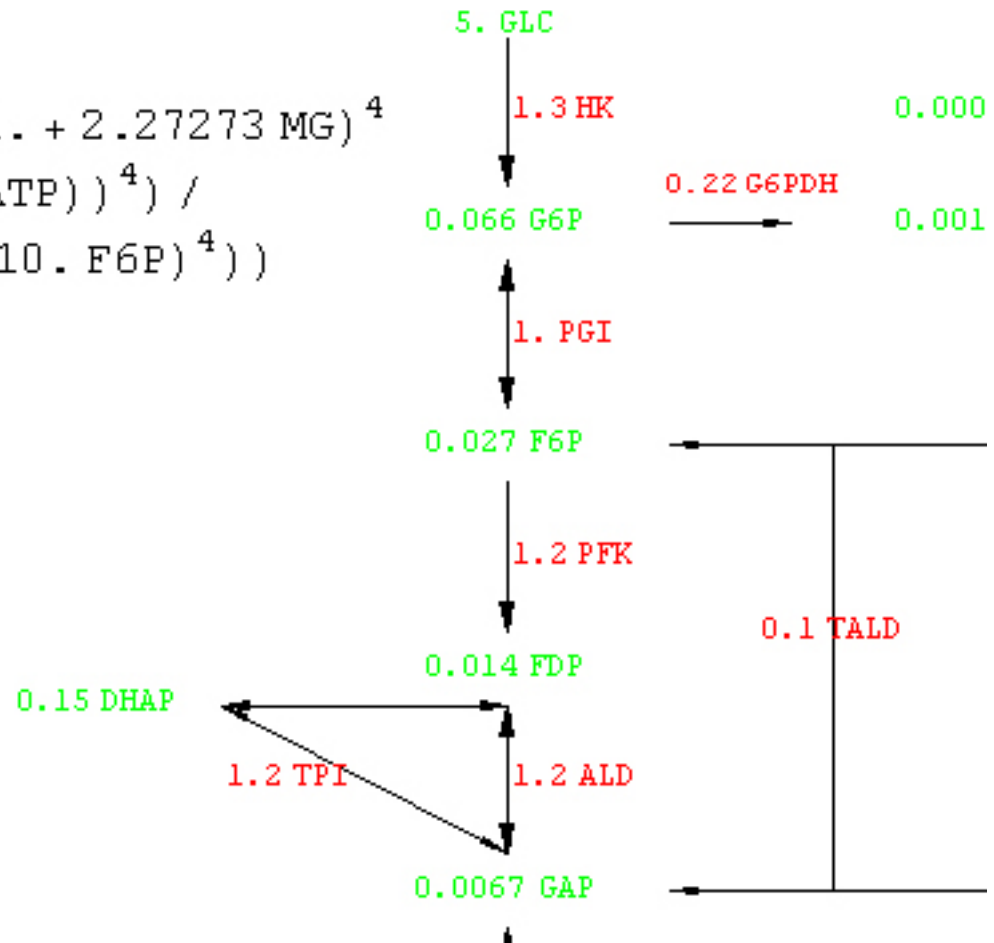 5. GLC
. + 2.27273 MG)^4
1.3 HK
0.000
ATP))^4) /
0.22 G6PDH
0.066 G6P
0.001
10. F6P)^4))
1. PGI
0.027 F6P
1.2 PFK
0.1 TALD
0.014 FDP
0.15 DHAP
1.2 TPI
1.2 ALD
0.0067 GAP